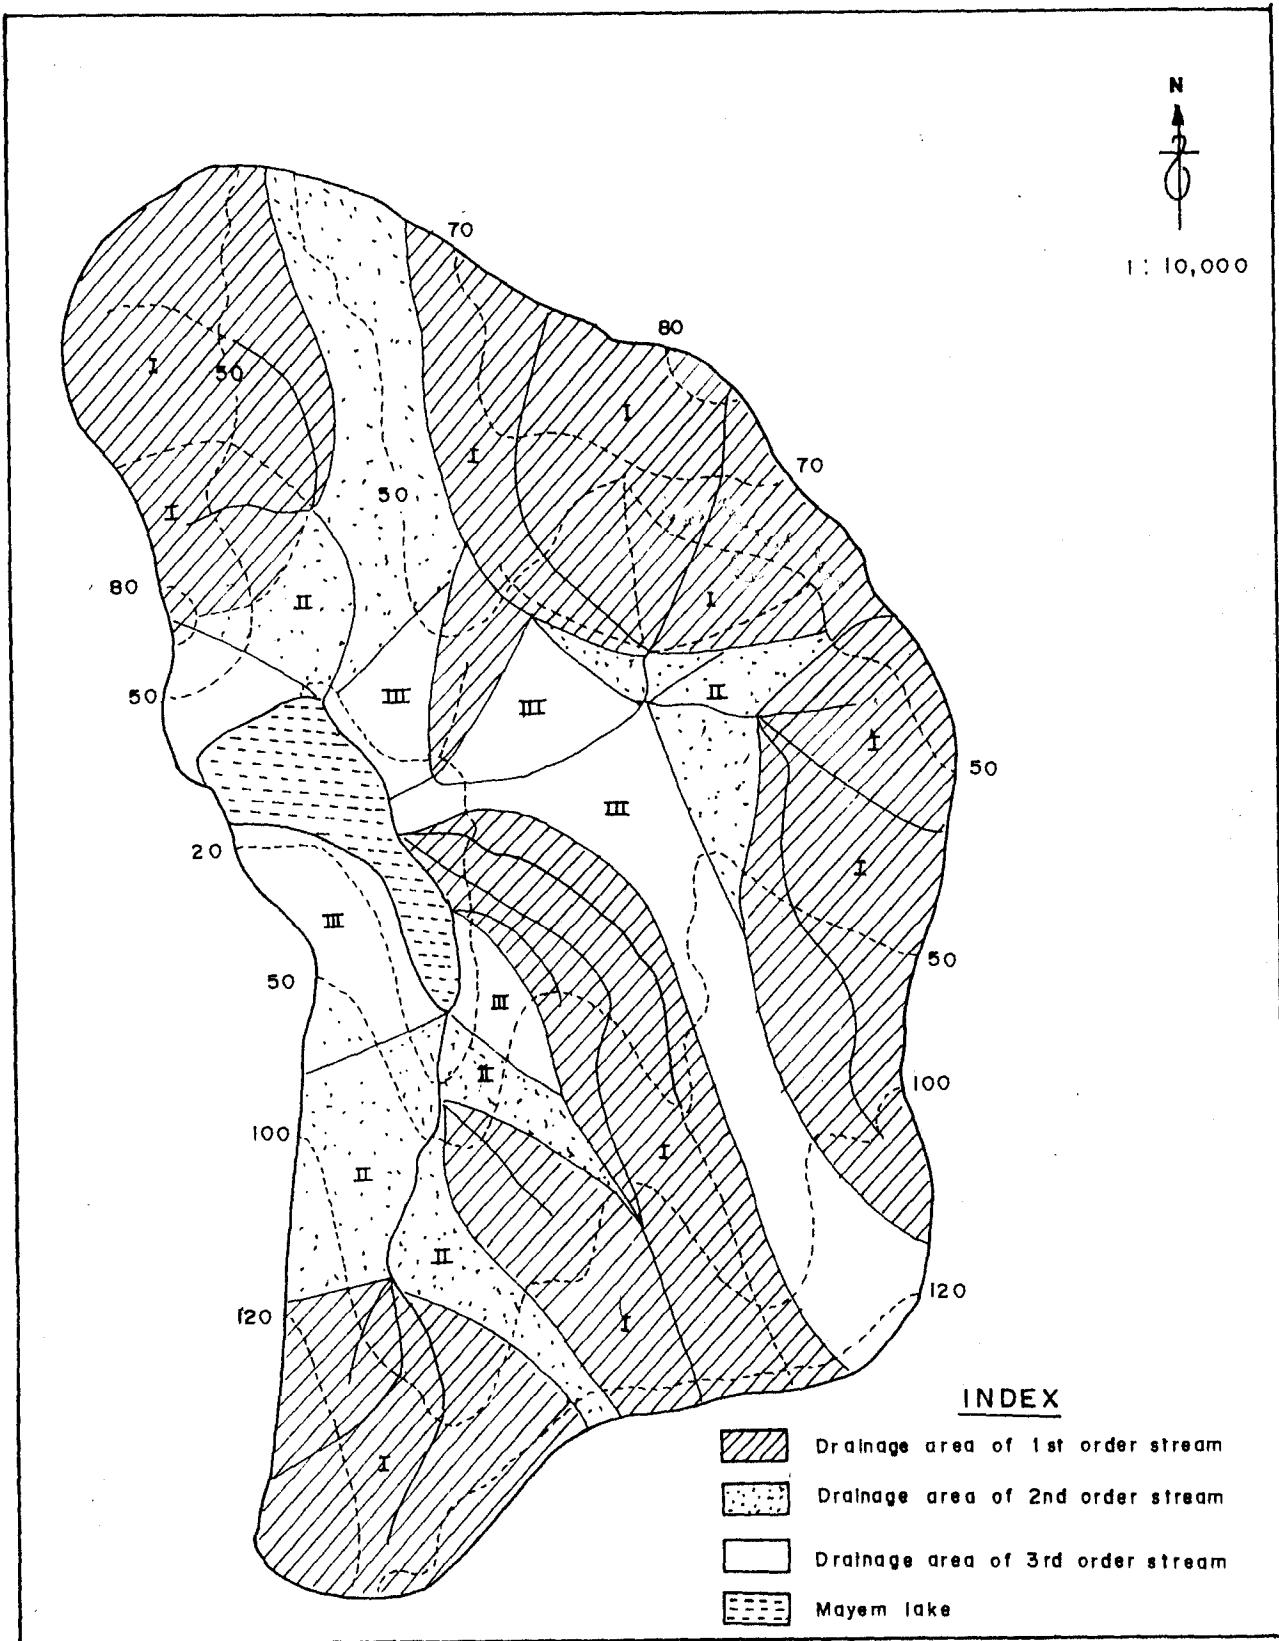 N
1 : 10,000
70
80
I
50
I
70
I
I
50
80
II
I
50
III
III
II
I
50
III
20
I
III
50
50
III
II
100
100
I
II
II
120
120
I
I
INDEX
Drainage area of 1st order stream
Drainage area of 2nd order stream
Drainage area of 3rd order stream
Mayem lake